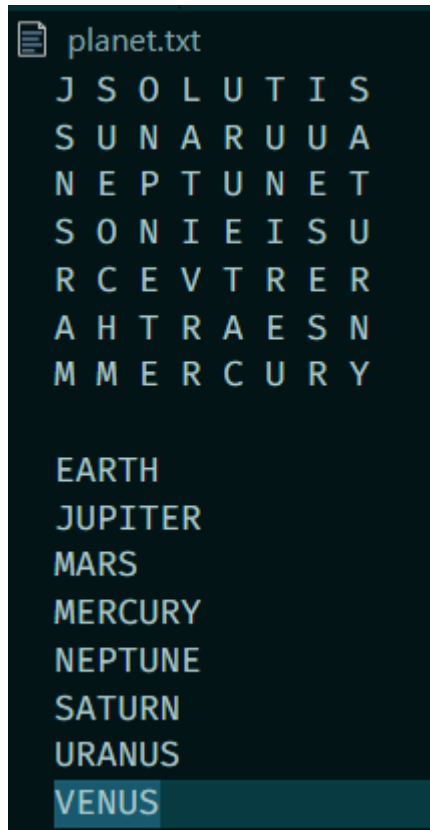 planet.txt
J S O L U T I S
S U N A R U U A
N E P T U N E T
S O N I E I S U
R C E V T R E R
A H T R A E S N
M M E R C U R Y
EARTH
JUPITER
MARS
MERCURY
NEPTUNE
SATURN
URANUS
VENUS